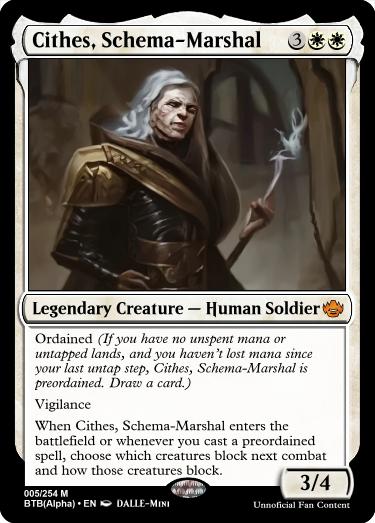 Cithes, Schema-Marshal 3
Legendary Creature — Human Soldier
Ordained (If you have no unspent mana or
untapped lands, and you haven't lost mana since
your last untap step, Cithes, Schema-Marshal is
preordained. Draw a card.)
Vigilance
When Cithes, Schema-Marshal enters the
battlefield or whenever you cast a preordained
spell, choose which creatures block next combat
and how those creatures block.
3/4
005/254 M
BTB(Alpha) • EN DALLE-MINI
Unofficial Fan Content